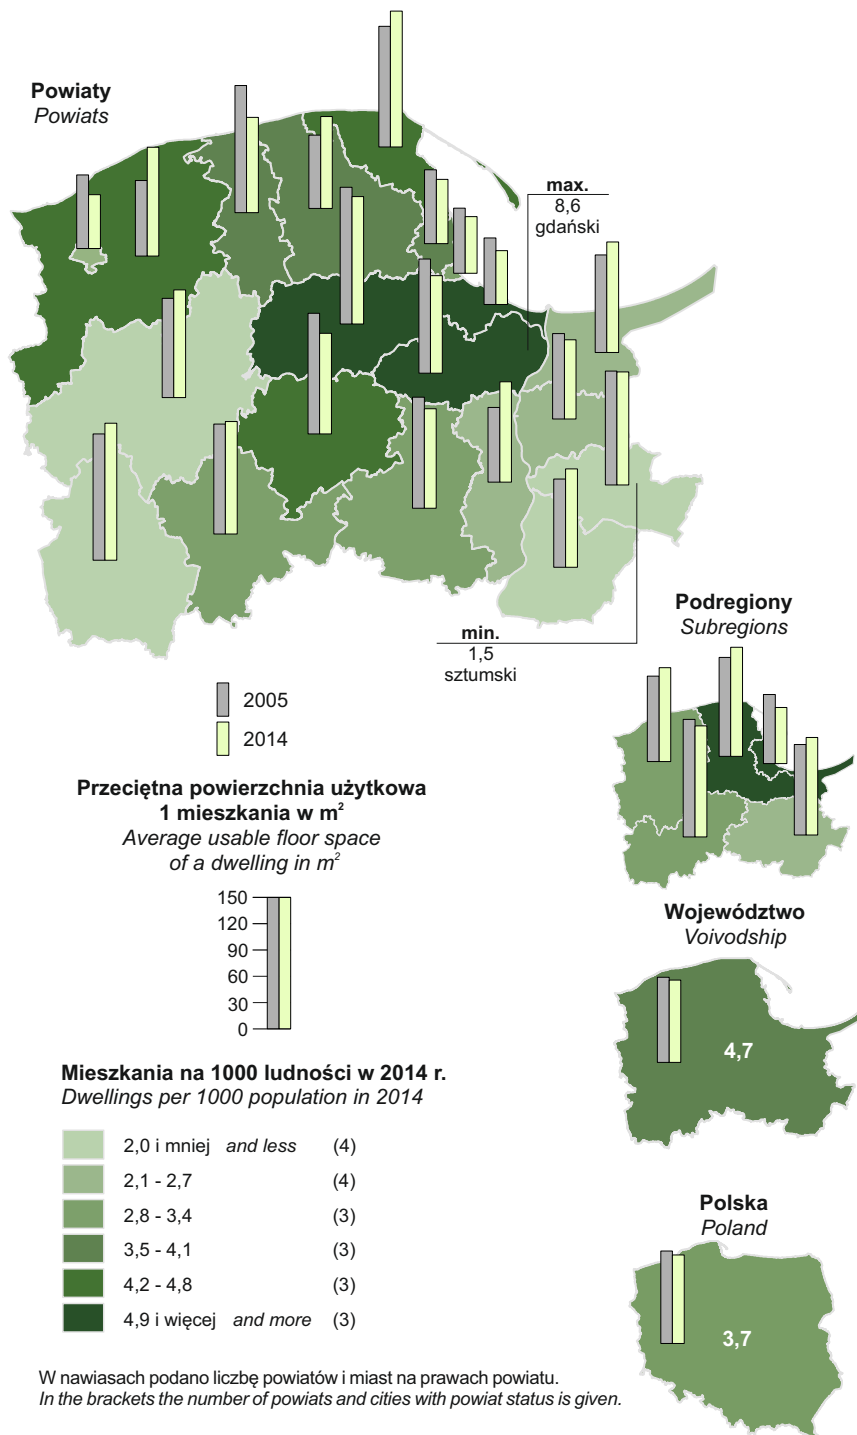 Powiaty
Powiats
max.
8,6
gdański
min.
1,5
sztumski
Podregiony
Subregions
2005
2014
Przeciętna powierzchnia użytkowa
1 mieszkania w m²
Average usable floor space
of a dwelling in m²
150
120
90
60
30
0
Województwo
Voivodship
4,7
Mieszkania na 1000 ludności w 2014 r.
Dwellings per 1000 population in 2014
2,0 i mniej and less (4)
2,1 - 2,7 (4)
2,8 - 3,4 (3)
3,5 - 4,1 (3)
4,2 - 4,8 (3)
4,9 i więcej and more (3)
Polska
Poland
3,7
W nawiasach podano liczbę powiatów i miast na prawach powiatu.
In the brackets the number of powiats and cities with powiat status is given.